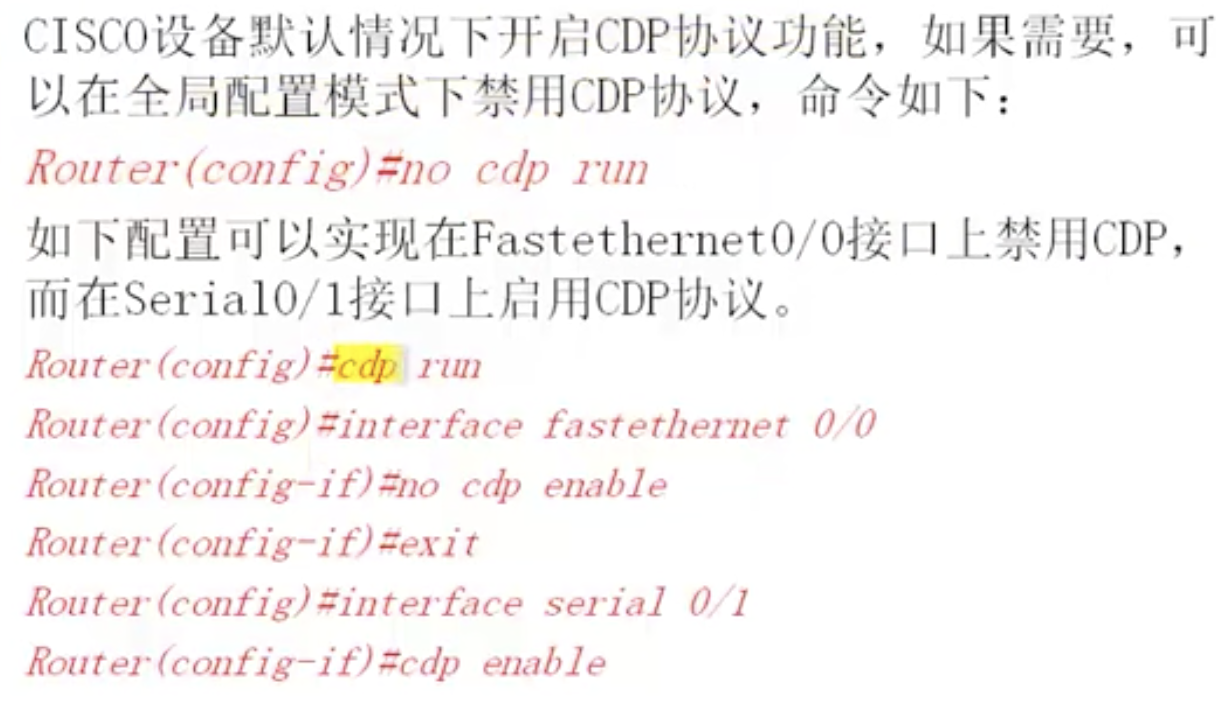 CISCO设备默认情况下开启CDP协议功能，如果需要，可
以在全局配置模式下禁用CDP协议，命令如下：
Router(config)#no cdp run
如下配置可以实现在Fastethernet0/0接口上禁用CDP，
而在Serial0/1接口上启用CDP协议。
Router(config)#cdp run
Router(config)#interface fastethernet 0/0
Router(config-if)#no cdp enable
Router(config-if)#exit
Router(config)#interface serial 0/1
Router(config-if)#cdp enable